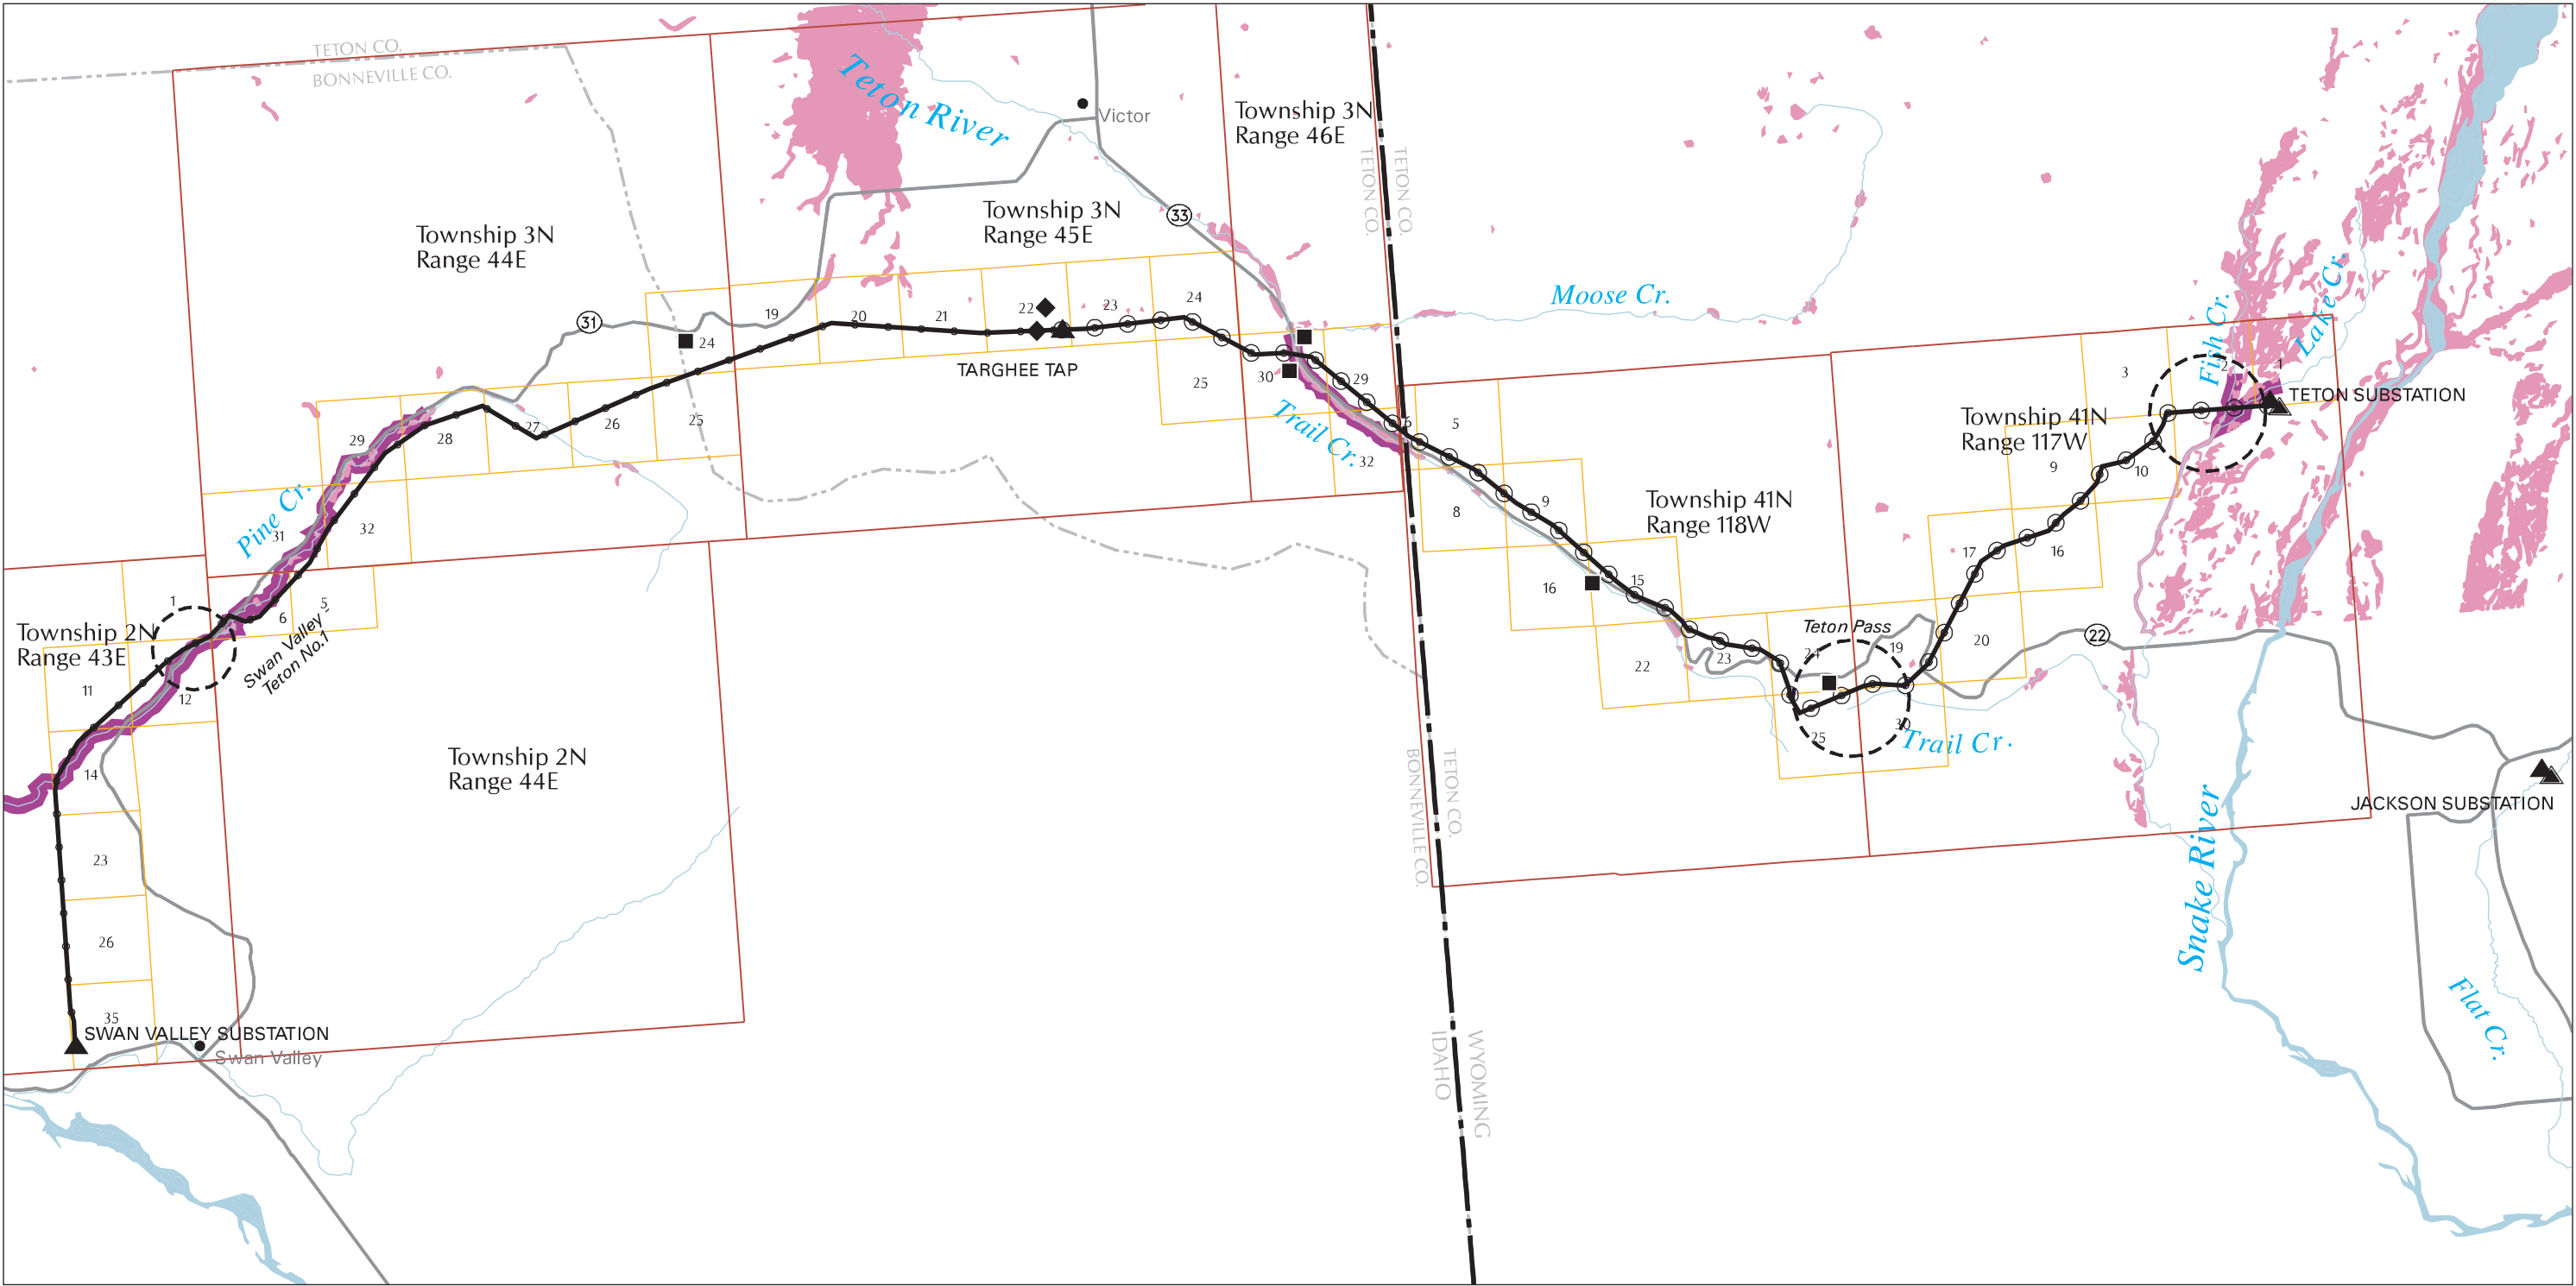 TETON CO.
BONNEVILLE CO.
Teton River
Victor
Township 3N
Range 46E
TETON CO.
TETON CO.
Township 3N
Range 44E
Township 3N
Range 45E
33
31
Moose Cr.
Fish Cr.
Lake Cr.
19
20
21
22
23
24
24
TARGHEE TAP
25
25
26
27
28
29
30
29
32
Trail Cr.
6
5
3
2
1
TETON SUBSTATION
Township 41N
Range 117W
9
10
Pine Cr.
31
32
8
9
Township 41N
Range 118W
16
15
17
16
1
5
6
Township 2N
Range 43E
Swan Valley -
Teton No.1
11
12
22
23
Teton Pass
24
19
20
22
25
30
Trail Cr.
Township 2N
Range 44E
14
TETON CO.
BONNEVILLE CO.
JACKSON SUBSTATION
23
26
35
Snake River
Flat Cr.
SWAN VALLEY SUBSTATION
Swan Valley
IDAHO
WYOMING